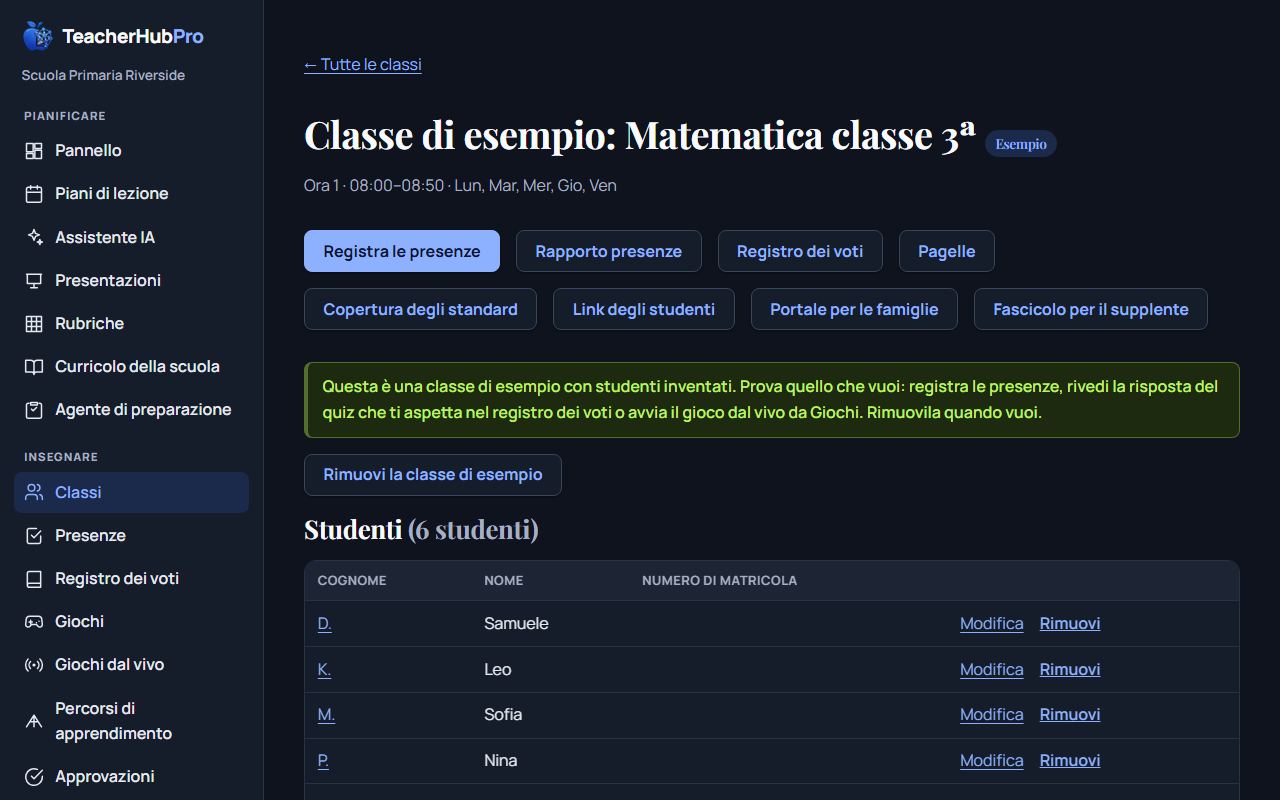 TeacherHubPro
Scuola Primaria Riverside
PIANIFICARE
Pannello
Piani di lezione
Assistente IA
Presentazioni
Rubriche
Curricolo della scuola
Agente di preparazione
INSEGNARE
Classi
Presenze
Registro dei voti
Giochi
Giochi dal vivo
Percorsi di
apprendimento
Approvazioni
← Tutte le classi
Classe di esempio: Matematica classe 3ª Esempio
Ora 1 · 08:00–08:50 · Lun, Mar, Mer, Gio, Ven
Registra le presenze Rapporto presenze Registro dei voti Pagelle
Copertura degli standard Link degli studenti Portale per le famiglie Fascicolo per il supplente
Questa è una classe di esempio con studenti inventati. Prova quello che vuoi: registra le presenze, rivedi la risposta del
quiz che ti aspetta nel registro dei voti o avvia il gioco dal vivo da Giochi. Rimuovila quando vuoi.
Rimuovi la classe di esempio
Studenti (6 studenti)
COGNOME NOME NUMERO DI MATRICOLA
D. Samuele Modifica Rimuovi
K. Leo Modifica Rimuovi
M. Sofia Modifica Rimuovi
P. Nina Modifica Rimuovi